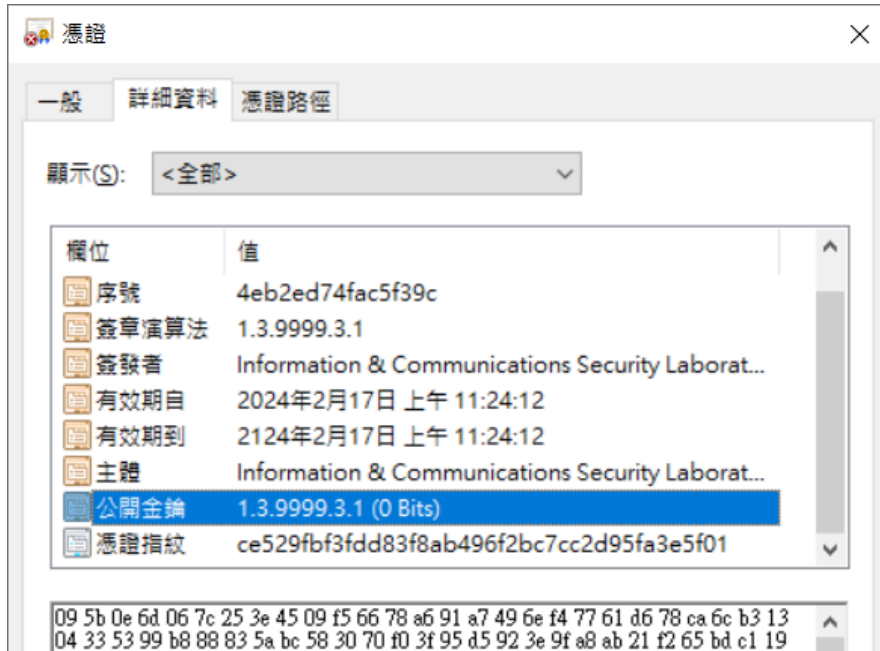 憑證
一般 詳細資料 憑證路徑
顯示(S): <全部>
欄位 值
序號 4eb2ed74fac5f39c
簽章演算法 1.3.9999.3.1
簽發者 Information & Communications Security Laborat...
有效期自 2024年2月17日 上午 11:24:12
有效期到 2124年2月17日 上午 11:24:12
主體 Information & Communications Security Laborat...
公開金鑰 1.3.9999.3.1 (0 Bits)
憑證指紋 ce529fbf3fdd83f8ab496f2bc7cc2d95fa3e5f01
09 5b 0e 6d 06 7c 25 3e 45 09 f5 66 78 a6 91 a7 49 6e f4 77 61 d6 78 ca 6c b3 13
04 33 53 99 b8 88 83 5a bc 58 30 70 f0 3f 95 d5 92 3e 9f a8 ab 21 f2 65 bd c1 19